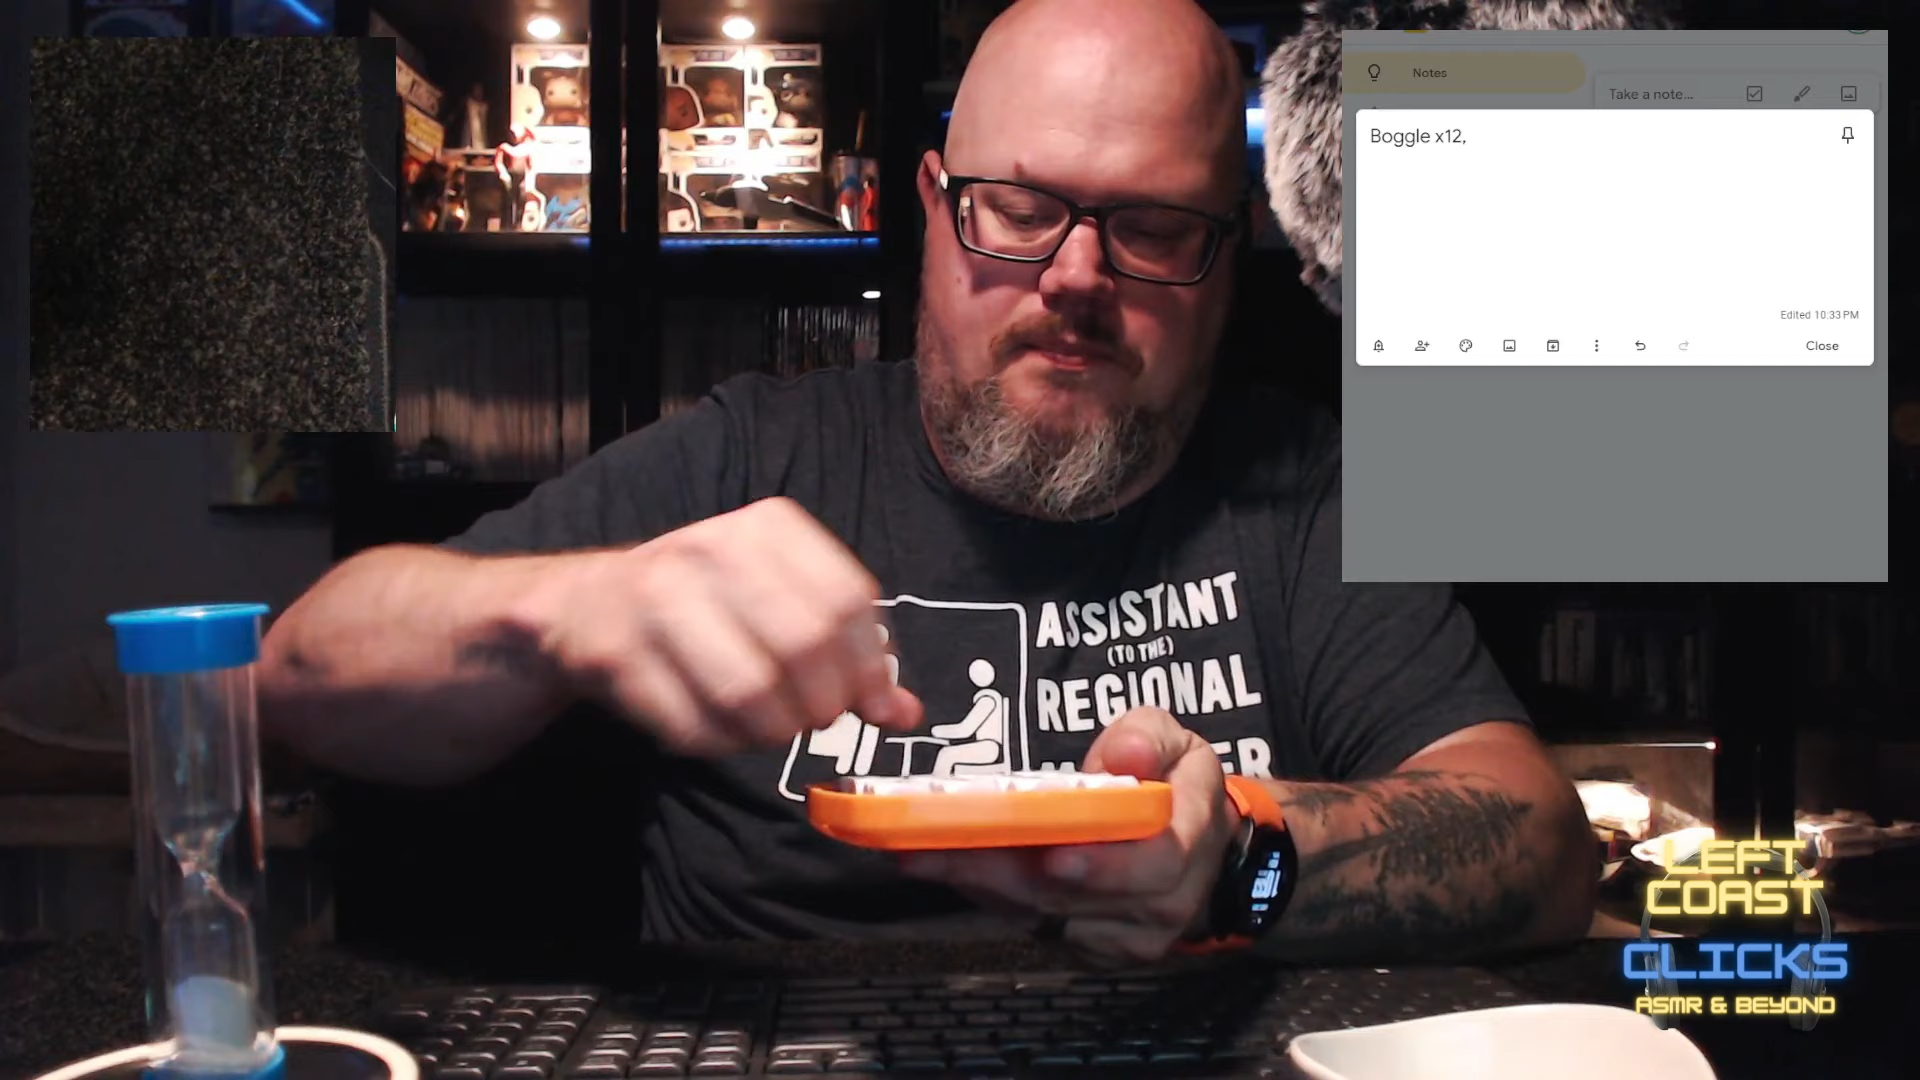 Notes
Take a note...
Boggle x12,
Edited 10:33 PM
Close
ASSISTANT
(TO THE)
REGIONAL
LEFT
COAST
CLICKS
ASMR & BEYOND